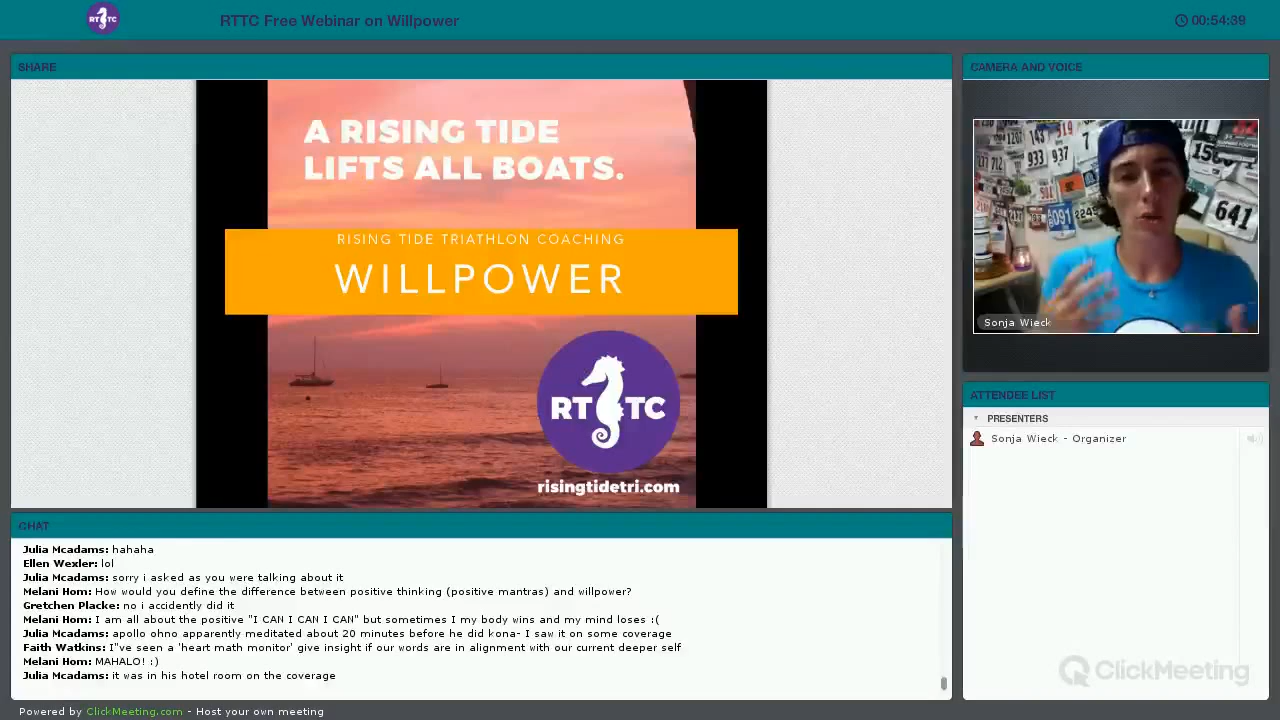 RTTC
RTTC Free Webinar on Willpower
00:54:39
SHARE
A RISING TIDE
LIFTS ALL BOATS.
RISING TIDE TRIATHLON COACHING
WILLPOWER
RT TC
risingtidetri.com
CAMERA AND VOICE
143
7
933
937
712
641
Sonja Wieck
ATTENDEE LIST
PRESENTERS
Sonja Wieck - Organizer
CHAT
Julia Mcadams: hahaha
Ellen Wexler: lol
Julia Mcadams: sorry i asked as you were talking about it
Melani Hom: How would you define the difference between positive thinking (positive mantras) and willpower?
Gretchen Placke: no i accidently did it
Melani Hom: I am all about the positive "I CAN I CAN I CAN" but sometimes I my body wins and my mind loses :(
Julia Mcadams: apollo ohno apparently meditated about 20 minutes before he did kona- I saw it on some coverage
Faith Watkins: I"ve seen a 'heart math monitor' give insight if our words are in alignment with our current deeper self
Melani Hom: MAHALO! :)
Julia Mcadams: it was in his hotel room on the coverage
ClickMeeting
Powered by ClickMeeting.com - Host your own meeting